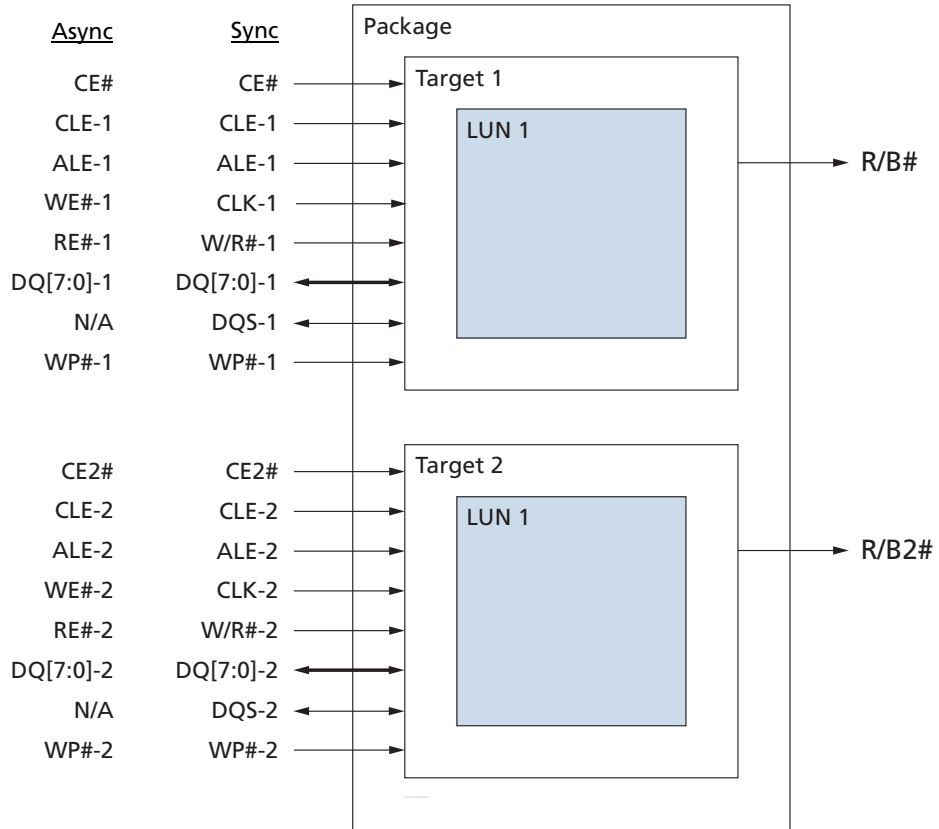 Async Sync Package
CE# CE# Target 1
CLE-1 CLE-1 LUN 1
ALE-1 ALE-1 R/B#
WE#-1 CLK-1
RE#-1 W/R#-1
DQ[7:0]-1 DQ[7:0]-1
N/A DQS-1
WP#-1 WP#-1
CE2# CE2# Target 2
CLE-2 CLE-2 LUN 1
ALE-2 ALE-2 R/B2#
WE#-2 CLK-2
RE#-2 W/R#-2
DQ[7:0]-2 DQ[7:0]-2
N/A DQS-2
WP#-2 WP#-2